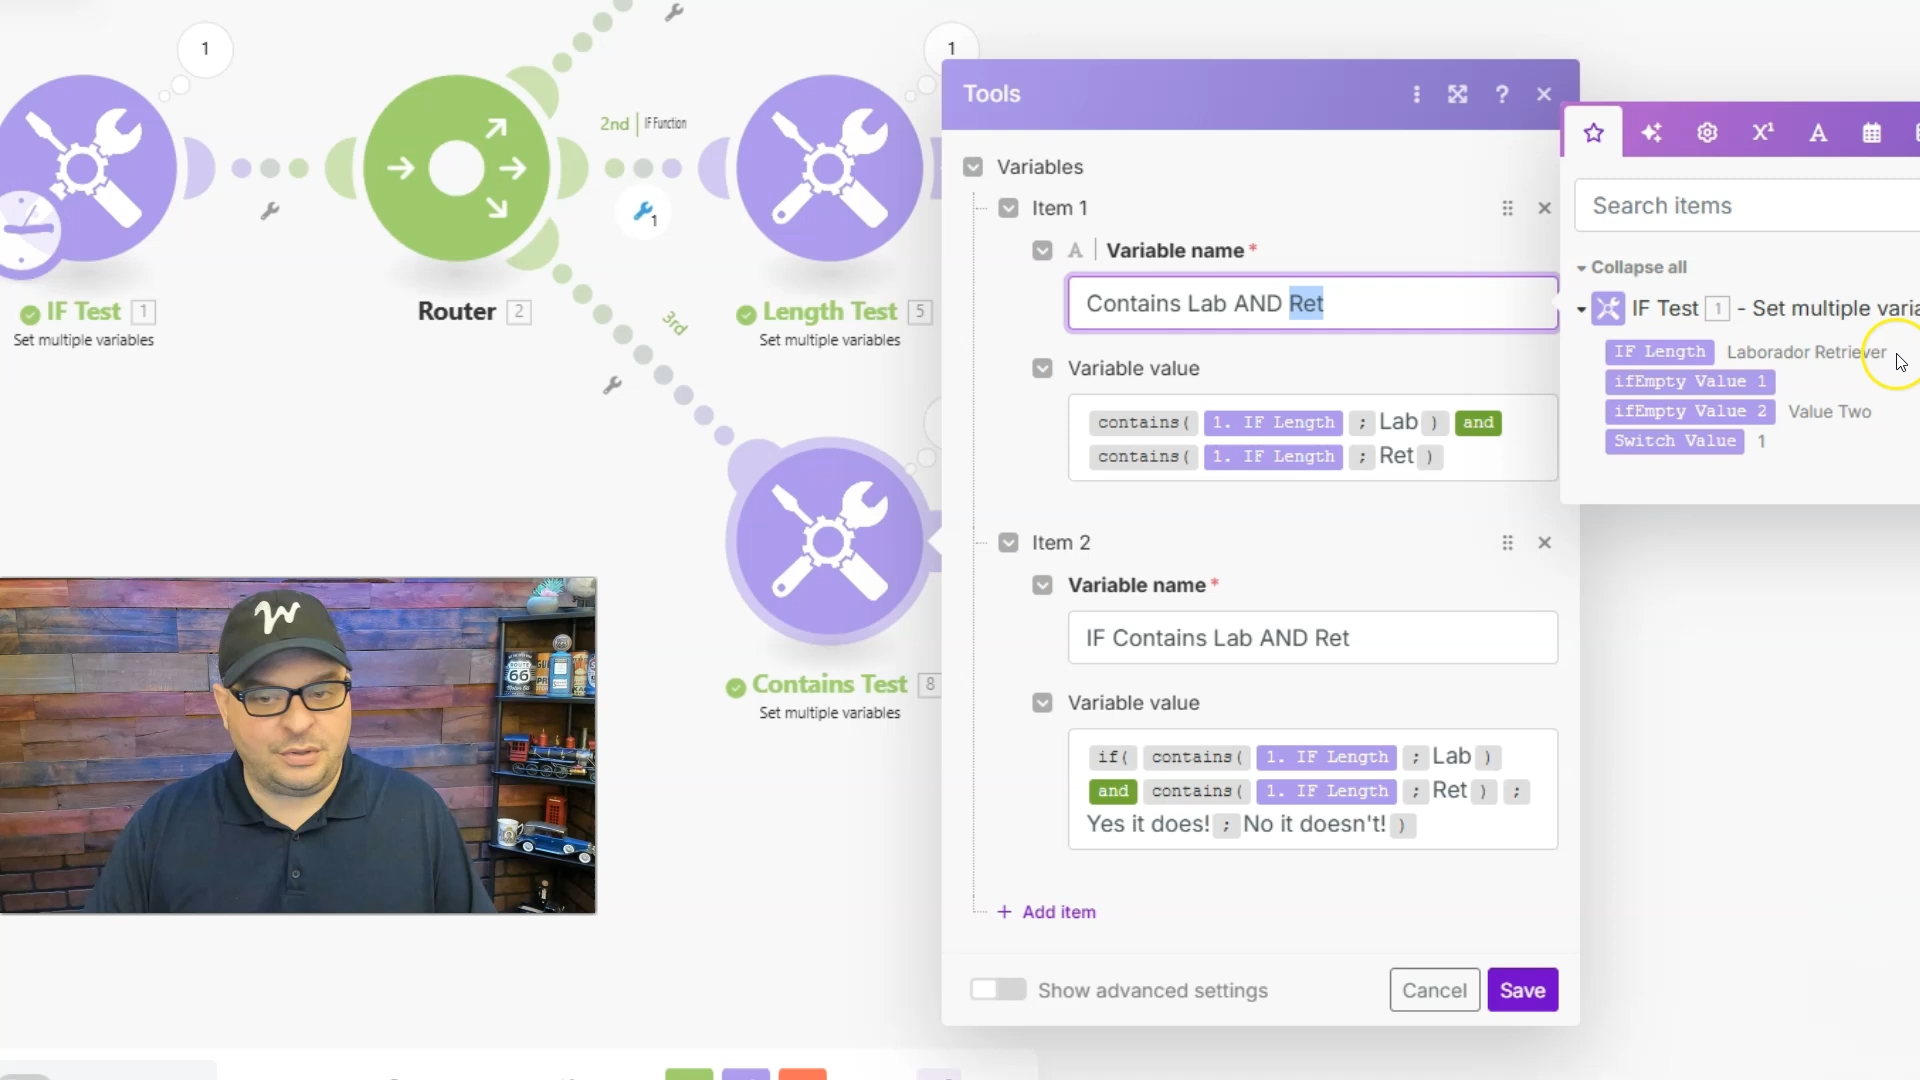 1
IF Test 1
Set multiple variables
Router 2
2nd IF Function
1
3rd
1
Length Test 5
Set multiple variables
Contains Test 8
Set multiple variables
W
ROUTE
66
Tools
Variables
Item 1
A Variable name *
Contains Lab AND Ret
Variable value
contains( 1. IF Length ; Lab ) and
contains( 1. IF Length ; Ret )
Item 2
Variable name *
IF Contains Lab AND Ret
Variable value
if( contains( 1. IF Length ; Lab )
and contains( 1. IF Length ; Ret ) ;
Yes it does! ; No it doesn't! )
+ Add item
Show advanced settings
Cancel
Save
Search items
Collapse all
IF Test 1 - Set multiple varia
IF Length Laborador Retriever
ifEmpty Value 1
ifEmpty Value 2 Value Two
Switch Value 1